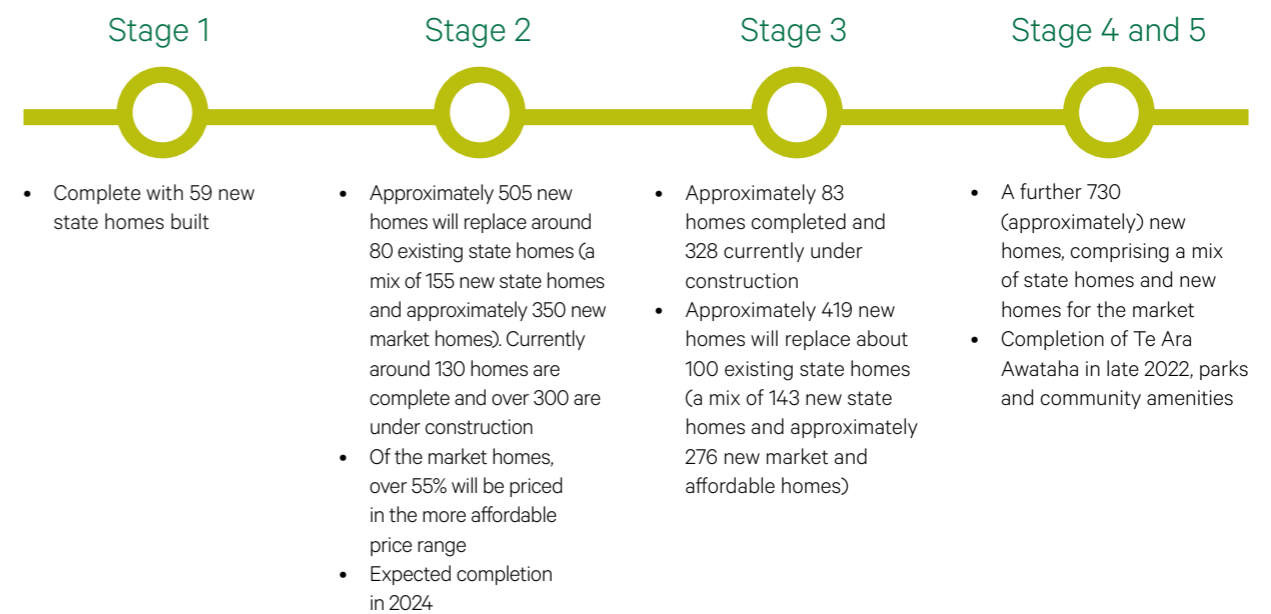 Stage 1
• Complete with 59 new
state homes built
Stage 2
• Approximately 505 new
homes will replace around
80 existing state homes (a
mix of 155 new state homes
and approximately 350 new
market homes). Currently
around 130 homes are
complete and over 300 are
under construction
• Of the market homes,
over 55% will be priced
in the more affordable
price range
• Expected completion
in 2024
Stage 3
• Approximately 83
homes completed and
328 currently under
construction
• Approximately 419 new
homes will replace about
100 existing state homes
(a mix of 143 new state
homes and approximately
276 new market and
affordable homes)
Stage 4 and 5
• A further 730
(approximately) new
homes, comprising a mix
of state homes and new
homes for the market
• Completion of Te Ara
Awataha in late 2022, parks
and community amenities